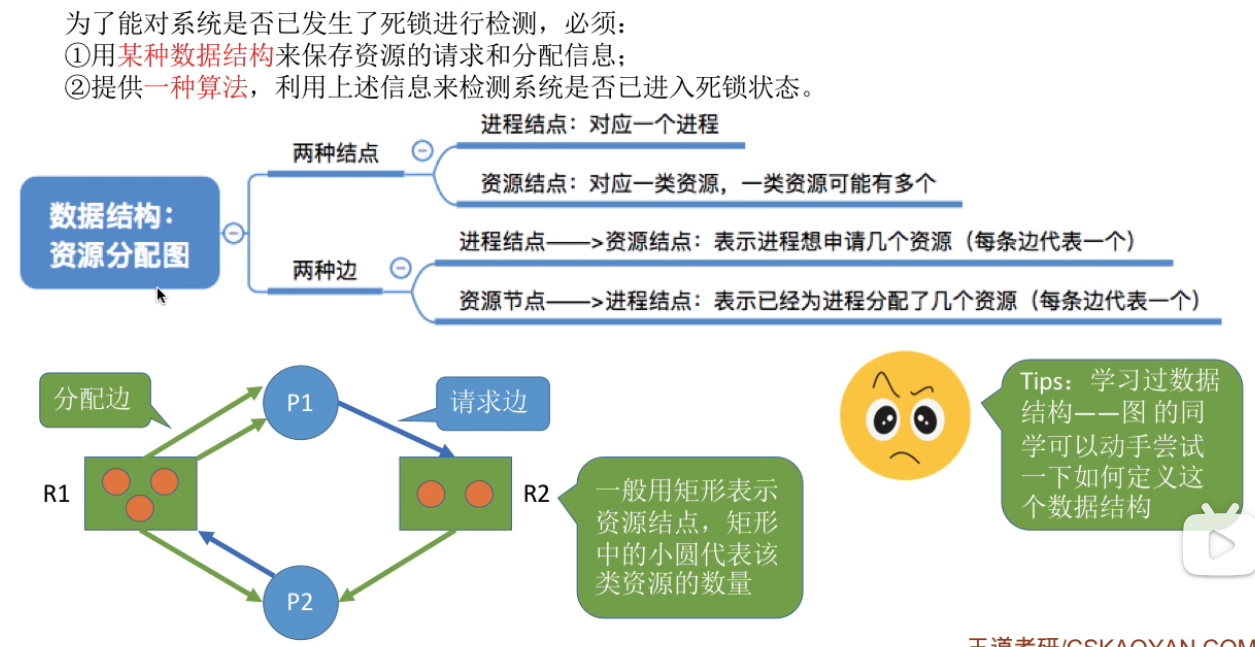 为了能对系统是否已发生了死锁进行检测，必须：
①用某种数据结构来保存资源的请求和分配信息；
②提供一种算法，利用上述信息来检测系统是否已进入死锁状态。
数据结构：
资源分配图
两种结点
进程结点：对应一个进程
资源结点：对应一类资源，一类资源可能有多个
两种边
进程结点——>资源结点：表示进程想申请几个资源（每条边代表一个）
资源节点——>进程结点：表示已经为进程分配了几个资源（每条边代表一个）
分配边
P1
请求边
R1
R2
P2
一般用矩形表示
资源结点，矩形
中的小圆代表该
类资源的数量
Tips：学习过数据
结构——图 的同
学可以动手尝试
一下如何定义这
个数据结构
王道考研/CSKAOYAN.COM